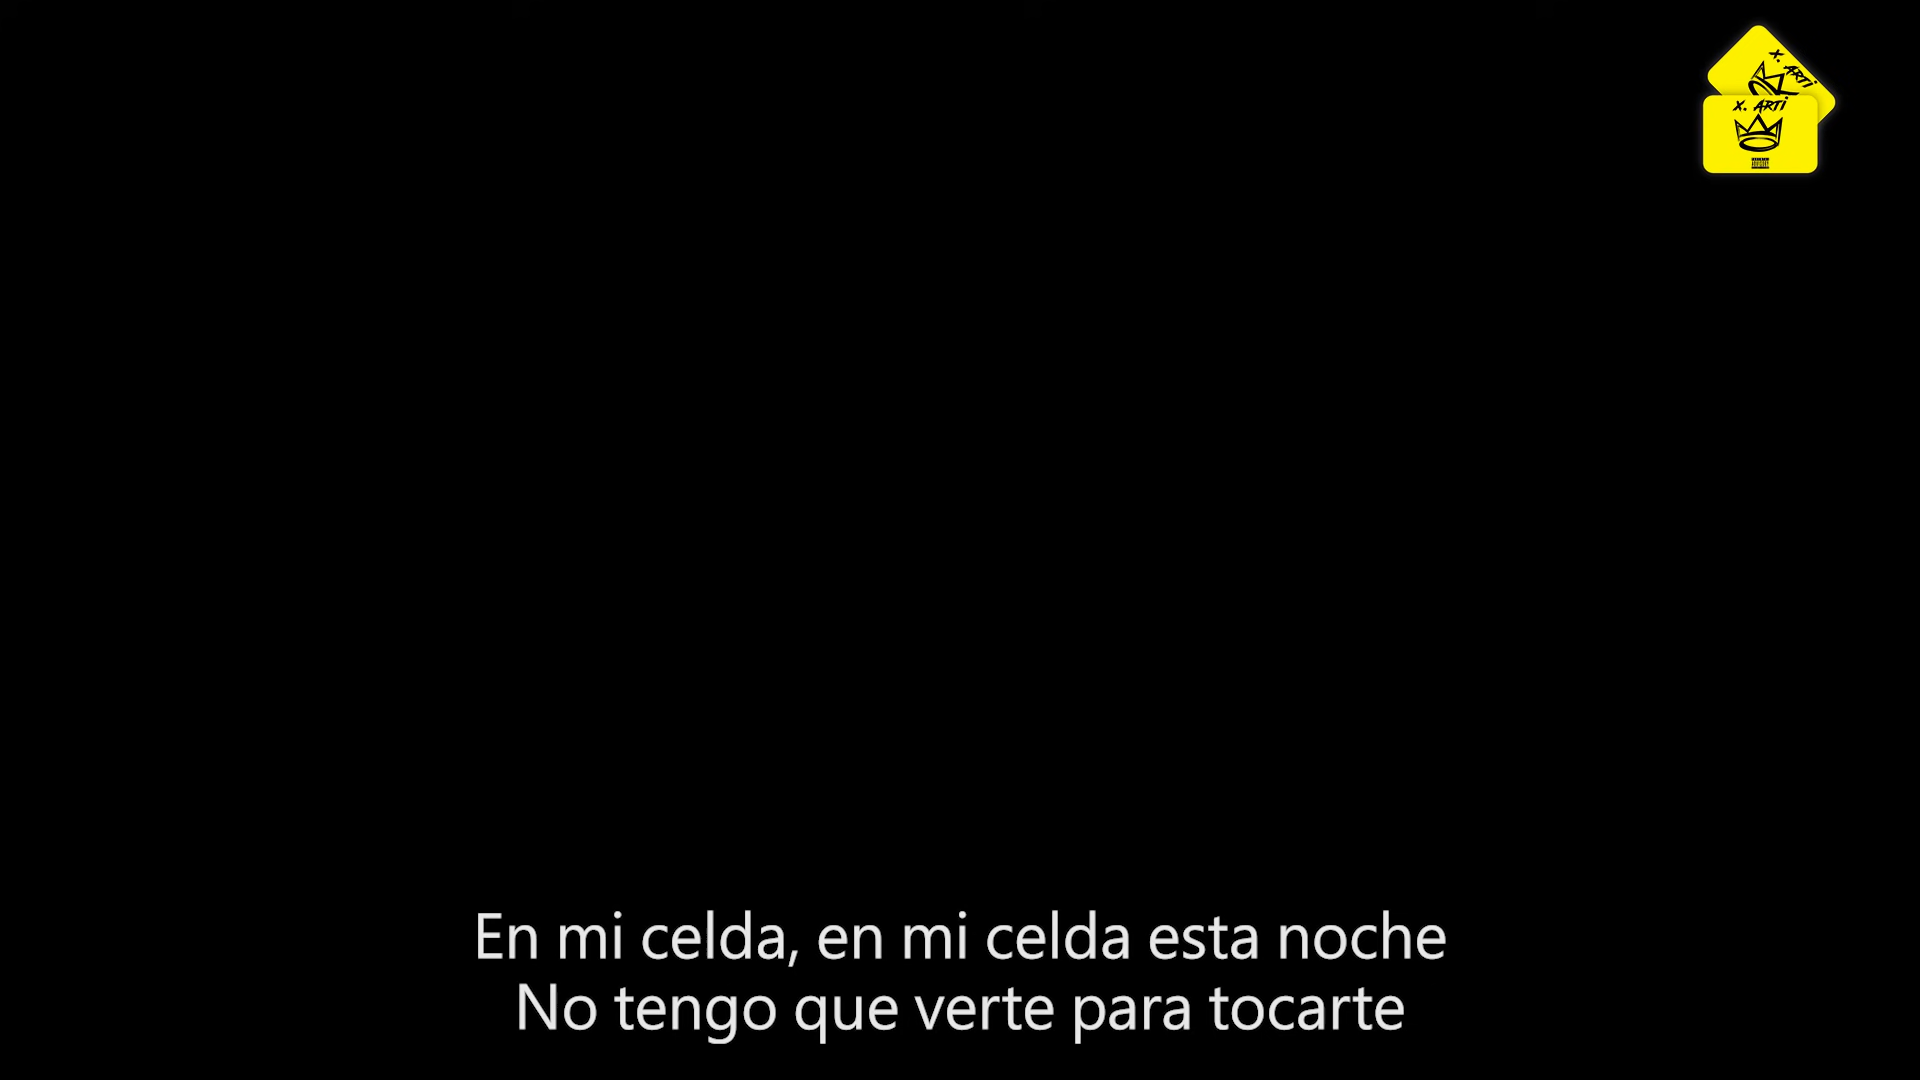 X. ARTi
X. ARTi
En mi celda, en mi celda esta noche
No tengo que verte para tocarte